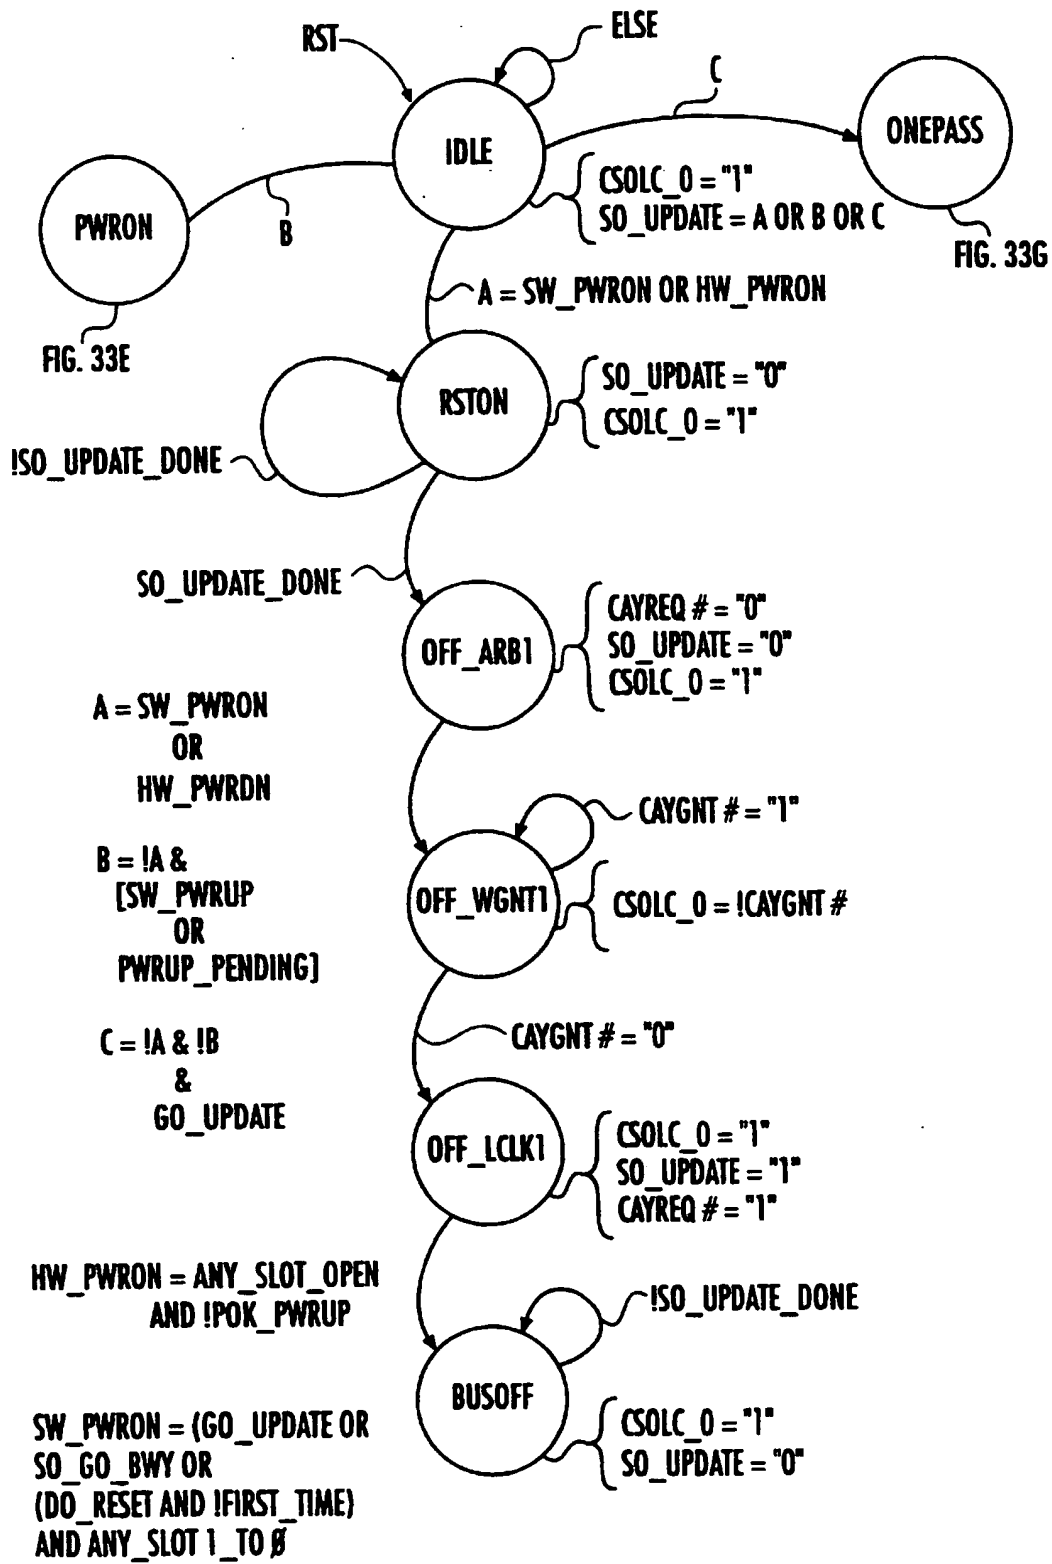 RST
ELSE
C
IDLE
ONEPASS
CSOLC_0 = "1"
SO_UPDATE = A OR B OR C
PWRON
B
FIG. 33G
A = SW_PWRON OR HW_PWRON
FIG. 33E
RSTON
SO_UPDATE = "0"
CSOLC_0 = "1"
!SO_UPDATE_DONE
SO_UPDATE_DONE
OFF_ARB1
CAYREQ # = "0"
SO_UPDATE = "0"
CSOLC_0 = "1"
A = SW_PWRON
OR
HW_PWRDN
CAYGNT # = "1"
B = !A &
[SW_PWRUP
OR
PWRUP_PENDING]
OFF_WGNT1
CSOLC_0 = !CAYGNT #
C = !A & !B
&
GO_UPDATE
CAYGNT # = "0"
OFF_LCLK1
CSOLC_0 = "1"
SO_UPDATE = "1"
CAYREQ # = "1"
HW_PWRON = ANY_SLOT_OPEN
AND !POK_PWRUP
!SO_UPDATE_DONE
BUSOFF
CSOLC_0 = "1"
SO_UPDATE = "0"
SW_PWRON = (GO_UPDATE OR
SO_GO_BWY OR
(DO_RESET AND !FIRST_TIME)
AND ANY_SLOT 1_TO Ø